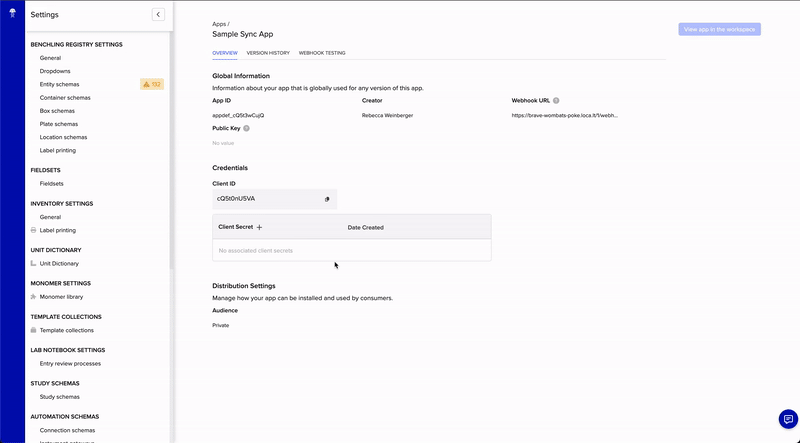 Settings
BENCHLING REGISTRY SETTINGS
General
Dropdowns
Entity schemas
192
Container schemas
Box schemas
Plate schemas
Location schemas
Label printing
FIELDSETS
Fieldsets
INVENTORY SETTINGS
General
Label printing
UNIT DICTIONARY
Unit Dictionary
MONOMER SETTINGS
Monomer library
TEMPLATE COLLECTIONS
Template collections
LAB NOTEBOOK SETTINGS
Entry review processes
STUDY SCHEMAS
Study schemas
AUTOMATION SCHEMAS
Connection schemas
Apps /
Sample Sync App
View app in the workspace
OVERVIEW VERSION HISTORY WEBHOOK TESTING
Global Information
Information about your app that is globally used for any version of this app.
App ID Creator Webhook URL ?
appdef_cQ5t3wCujQ Rebecca Weinberger https://brave-wombats-poke.loca.lt/1/webh...
Public Key ?
No value
Credentials
Client ID
cQ5t0nU5VA
Client Secret + Date Created
No associated client secrets
Distribution Settings
Manage how your app can be installed and used by consumers.
Audience
Private